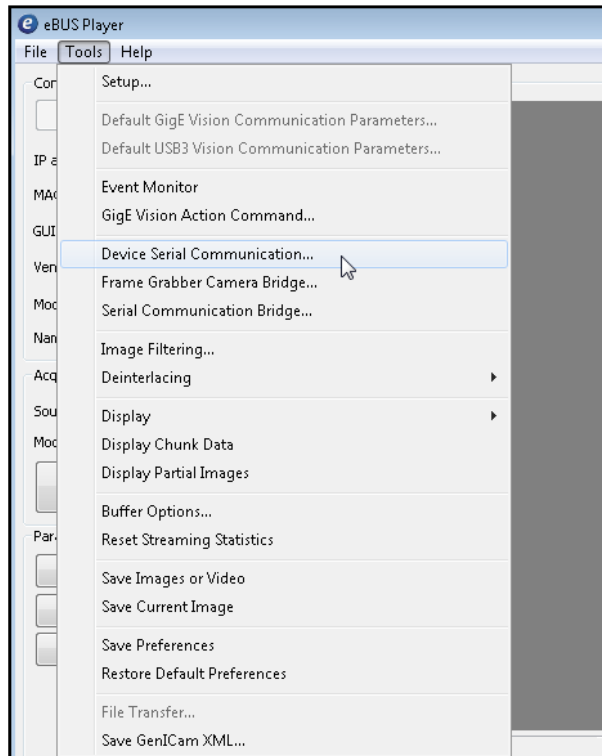 eBUS Player
File Tools Help
Setup...
Default GigE Vision Communication Parameters...
Default USB3 Vision Communication Parameters...
Event Monitor
GigE Vision Action Command...
Device Serial Communication...
Frame Grabber Camera Bridge...
Serial Communication Bridge...
Image Filtering...
Deinterlacing
Display
Display Chunk Data
Display Partial Images
Buffer Options...
Reset Streaming Statistics
Save Images or Video
Save Current Image
Save Preferences
Restore Default Preferences
File Transfer...
Save GenICam XML...